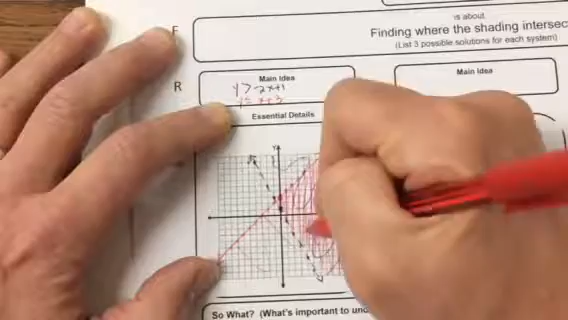 F
is about
Finding where the shading intersec
(List 3 possible solutions for each system)
R
Main Idea
y > -2x+1
y ≤ x+3
Main Idea
Essential Details
y
So What? (What's important to und